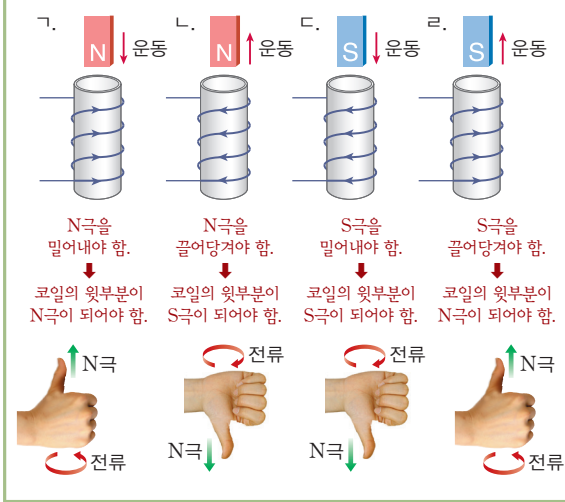 ㄱ. N 운동
ㄴ. N 운동
ㄷ. S 운동
ㄹ. S 운동
N극을
밀어내야 함.
코일의 윗부분이
N극이 되어야 함.
N극을
끌어당겨야 함.
코일의 윗부분이
S극이 되어야 함.
S극을
밀어내야 함.
코일의 윗부분이
S극이 되어야 함.
S극을
끌어당겨야 함.
코일의 윗부분이
N극이 되어야 함.
N극
전류
전류
N극
전류
N극
N극
전류